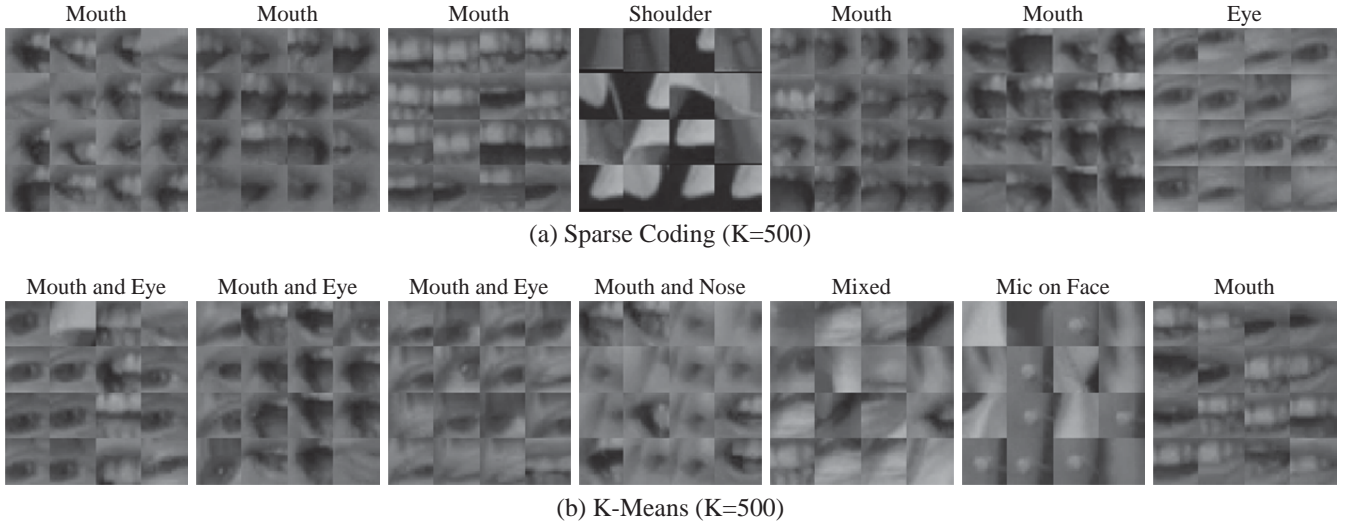 Mouth Mouth Mouth Shoulder Mouth Mouth Eye
(a) Sparse Coding (K=500)
Mouth and Eye Mouth and Eye Mouth and Eye Mouth and Nose Mixed Mic on Face Mouth
(b) K-Means (K=500)